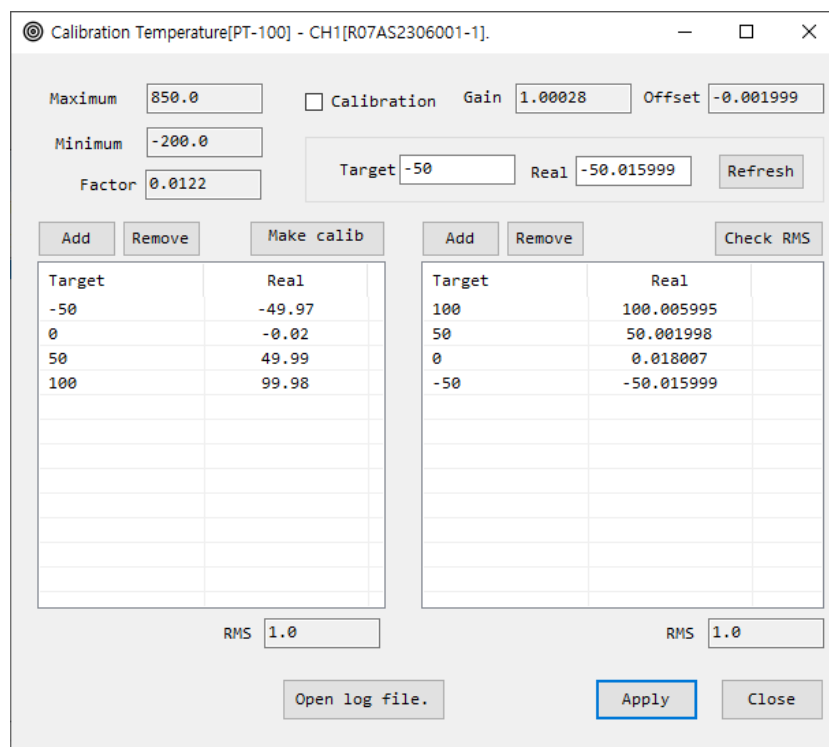 Calibration Temperature[PT-100] - CH1[R07AS2306001-1].
Maximum 850.0 Calibration Gain 1.00028 Offset -0.001999
Minimum -200.0
Target -50 Real -50.015999 Refresh
Factor 0.0122
Add Remove Make calib Add Remove Check RMS
Target Real Target Real
-50 -49.97 100 100.005995
0 -0.02 50 50.001998
50 49.99 0 0.018007
100 99.98 -50 -50.015999
RMS 1.0 RMS 1.0
Open log file. Apply Close